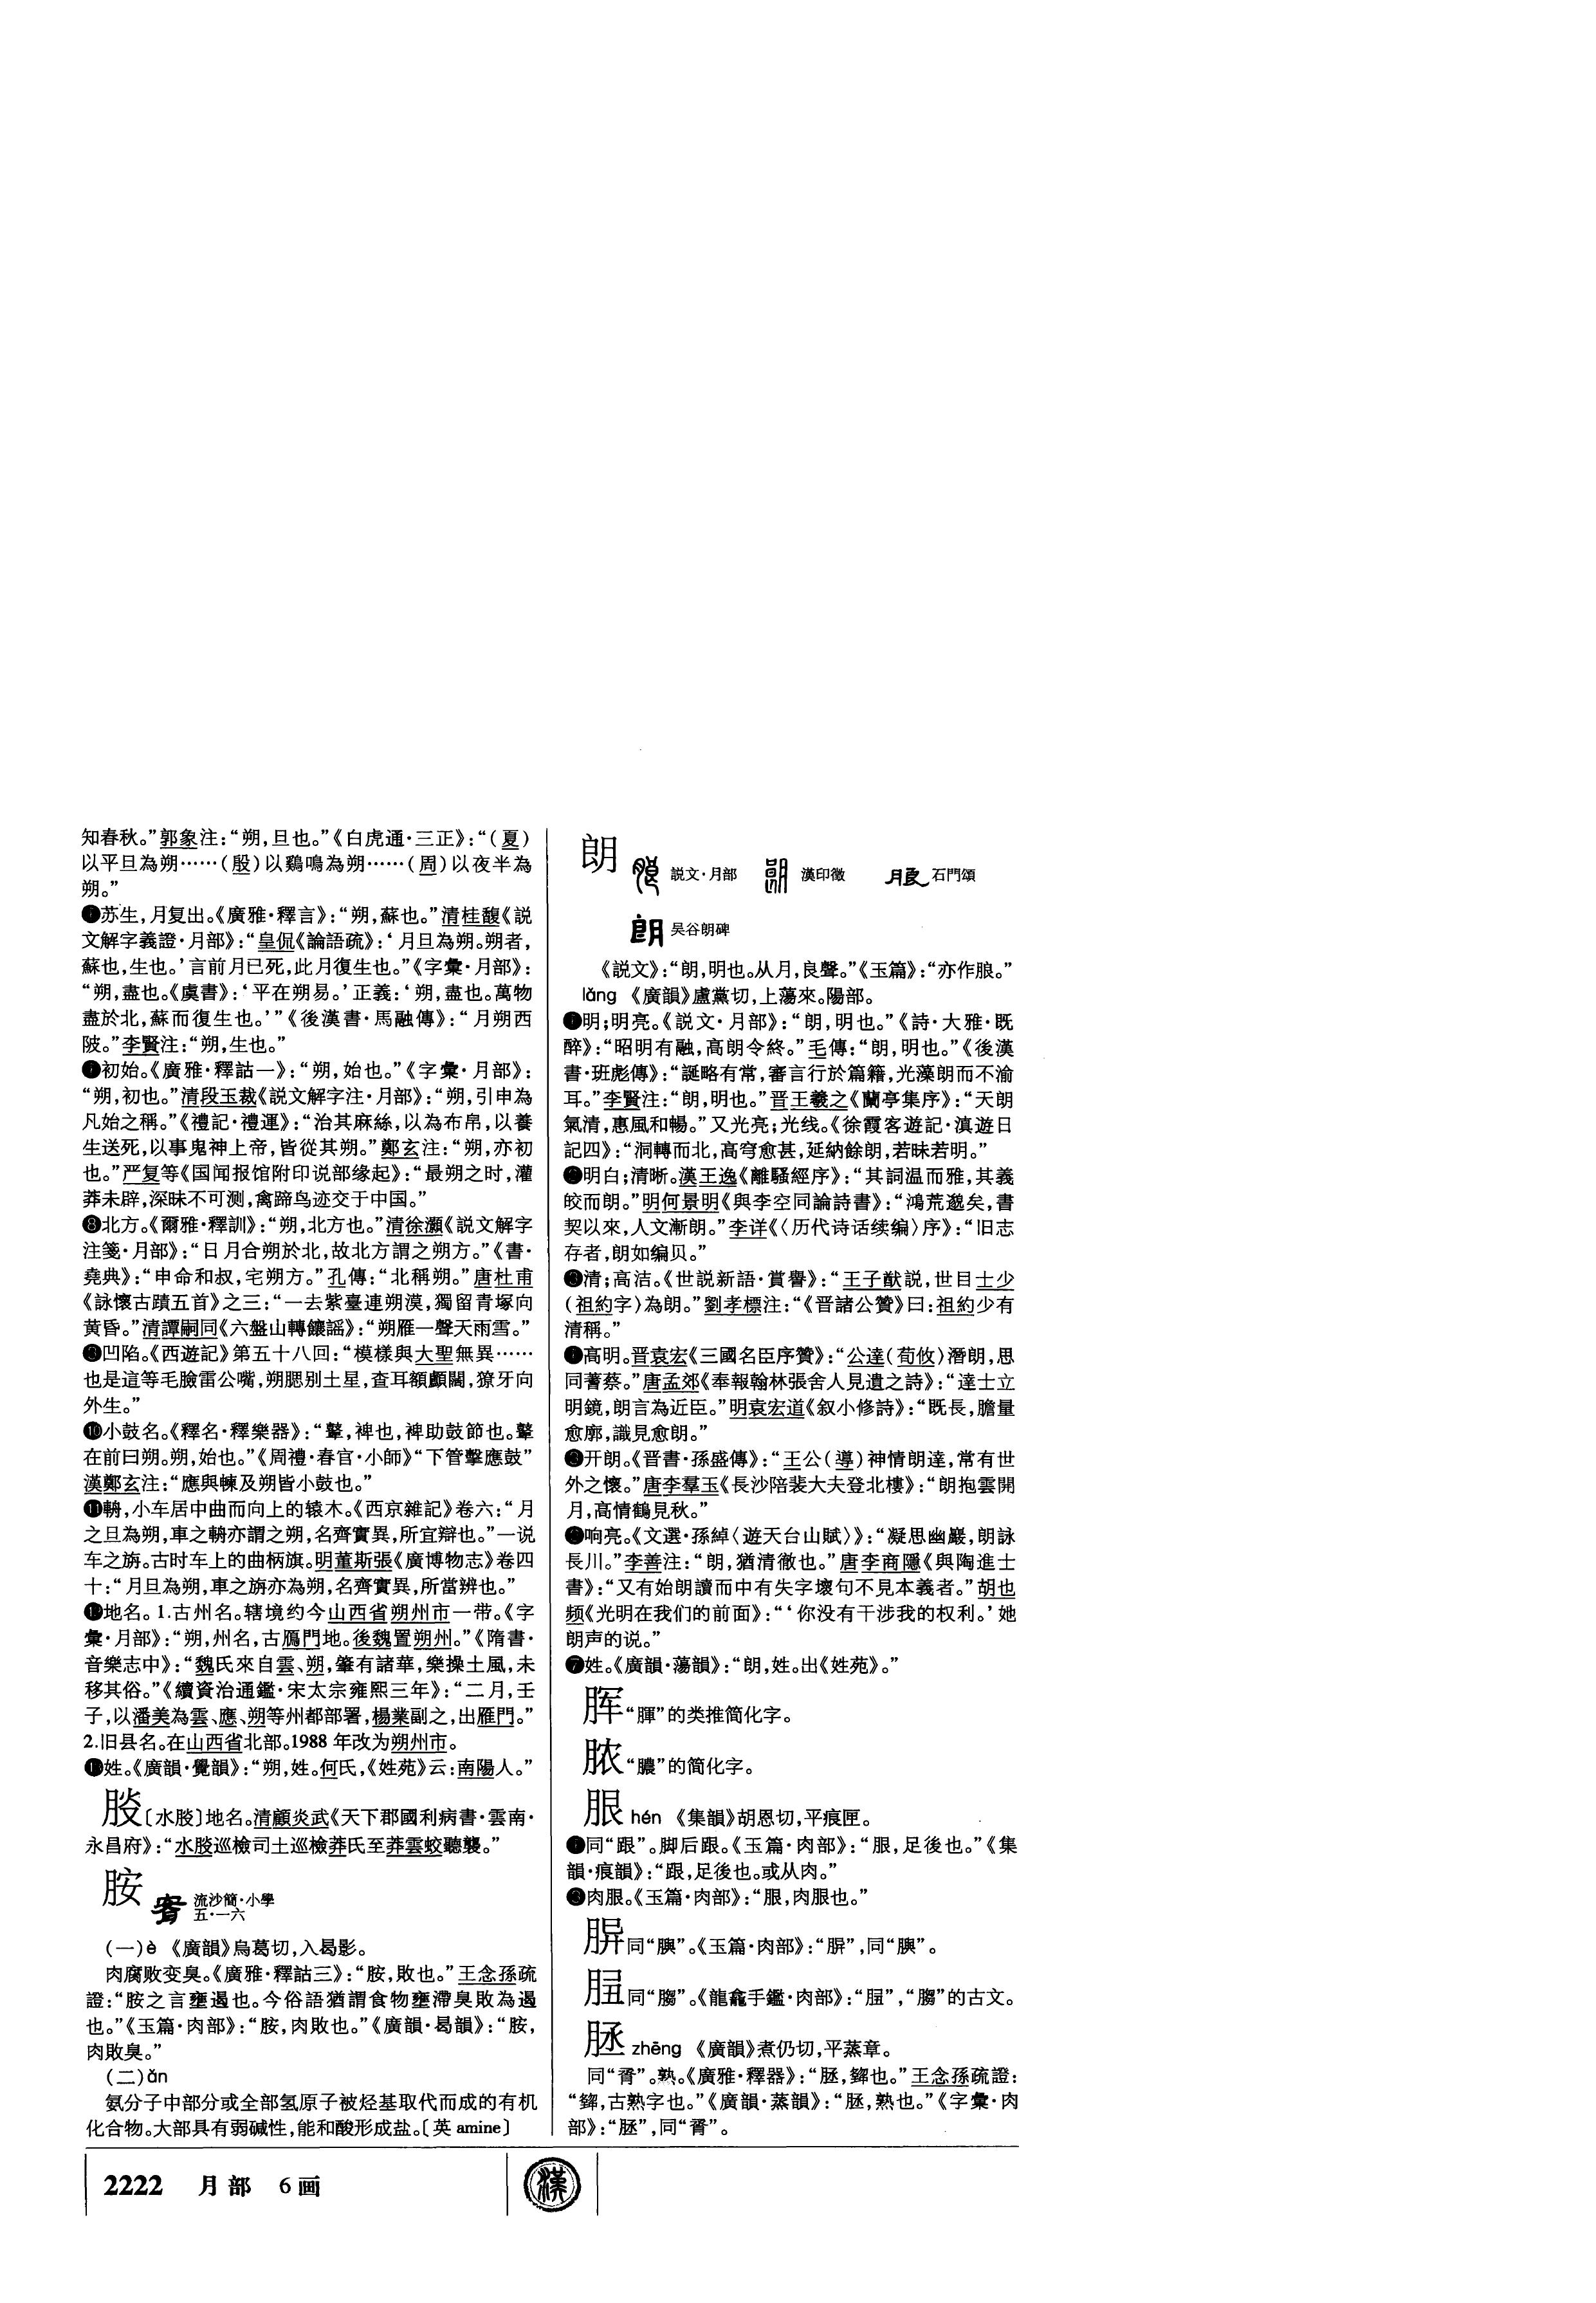 知春秋。”郭象注：“朔，旦也。”《白虎通·三正》：“（夏）
以平旦為朔……（殷）以鷄鳴為朔……（周）以夜半為
朔。”
苏生，月复出。《廣雅·釋言》：“朔，蘇也。”清桂馥《説
文解字義證·月部》：“皇侃《論語疏》：‘月旦為朔。朔者，
蘇也，生也。’言前月已死，此月復生也。”《字彙·月部》：
“朔，盡也。《虞書》：‘平在朔易。’正義：‘朔，盡也。萬物
盡於北，蘇而復生也。’”《後漢書·馬融傳》：“月朔西
陂。”李賢注：“朔，生也。”
❼初始。《廣雅·釋詁一》：“朔，始也。”《字彙·月部》：
“朔，初也。”清段玉裁《説文解字注·月部》：“朔，引申為
凡始之稱。”《禮記·禮運》：“治其麻絲，以為布帛，以養
生送死，以事鬼神上帝，皆從其朔。”鄭玄注：“朔，亦初
也。”严复等《国闻报馆附印说部缘起》：“最朔之时，灌
莽未辟，深昧不可测，禽蹄鸟迹交于中国。”
❽北方。《爾雅·釋訓》：“朔，北方也。”清徐灝《説文解字
注箋·月部》：“日月合朔於北，故北方謂之朔方。”《書·
堯典》：“申命和叔，宅朔方。”孔傳：“北稱朔。”唐杜甫
《詠懷古蹟五首》之三：“一去紫臺連朔漠，獨留青塚向
黄昏。”清譚嗣同《六盤山轉饟謡》：“朔雁一聲天雨雪。”
凹陷。《西遊記》第五十八回：“模樣與大聖無異……
也是這等毛臉雷公嘴，朔腮别土星，查耳額顱闊，獠牙向
外生。”
❿小鼓名。《釋名·釋樂器》：“鼙，裨也，裨助鼓節也。鼙
在前曰朔。朔，始也。”《周禮·春官·小師》“下管擊應鼓”
漢鄭玄注：“應與朄及朔皆小鼓也。”
⓫輈，小车居中曲而向上的辕木。《西京雜記》卷六：“月
之旦為朔，車之輈亦謂之朔，名齊實異，所宜辯也。”一说
车之旃。古时车上的曲柄旗。明董斯張《廣博物志》卷四
十：“月旦為朔，車之旃亦為朔，名齊實異，所當辨也。”
地名。1.古州名。辖境约今山西省朔州市一带。《字
彙·月部》：“朔，州名，古鴈門地。後魏置朔州。”《隋書·
音樂志中》：“魏氏來自雲、朔，肇有諸華，樂操土風，未
移其俗。”《續資治通鑑·宋太宗雍熙三年》：“二月，壬
子，以潘美為雲、應、朔等州都部署，楊業副之，出雁門。”
2.旧县名。在山西省北部。1988 年改为朔州市。
姓。《廣韻·覺韻》：“朔，姓。何氏，《姓苑》云：南陽人。”
脧〔水脧〕地名。清顧炎武《天下郡國利病書·雲南·
永昌府》：“巡檢司土巡檢莽氏至莽雲蛟聽襲。”
胺 流沙簡·小學
五·一六
（一）è 《廣韻》烏葛切，入曷影。
肉腐败变臭。《廣雅·釋詁三》：“胺，敗也。”王念孫疏
證：“胺之言壅遏也。今俗語猶謂食物壅滯臭敗為遏
也。”《玉篇·肉部》：“胺，肉敗也。”《廣韻·曷韻》：“胺，
肉敗臭。”
（二）ǎn
氨分子中部分或全部氢原子被烃基取代而成的有机
化合物。大部具有弱碱性，能和酸形成盐。〔英 amine〕
朗 説文·月部 漢印徵 石門頌
吴谷朗碑
《説文》：“朗，明也。从月，良聲。”《玉篇》：“亦作朖。”
lǎng 《廣韻》盧黨切，上蕩來。陽部。
明；明亮。《説文·月部》：“朗，明也。”《詩·大雅·既
醉》：“昭明有融，高朗令終。”毛傳：“朗，明也。”《後漢
書·班彪傳》：“誕略有常，審言行於篇籍，光藻朗而不渝
耳。”李賢注：“朗，明也。”晋王羲之《蘭亭集序》：“天朗
氣清，惠風和暢。”又光亮；光线。《徐霞客遊記·滇遊日
記四》：“洞轉而北，高穹愈甚，延納餘朗，若昧若明。”
明白；清晰。漢王逸《離騷經序》：“其詞温而雅，其義
皎而朗。”明何景明《與李空同論詩書》：“鴻荒邈矣，書
契以來，人文漸朗。”李详《〈历代诗话续编〉序》：“旧志
存者，朗如编贝。”
清；高洁。《世説新語·賞譽》：“王子猷説，世目士少
（祖約字）為朗。”劉孝標注：“《晋諸公贊》曰：祖約少有
清稱。”
高明。晋袁宏《三國名臣序贊》：“公達（荀攸）潛朗，思
同蓍蔡。”唐孟郊《奉報翰林張舍人見遺之詩》：“達士立
明鏡，朗言為近臣。”明袁宏道《叙小修詩》：“既長，膽量
愈廓，識見愈朗。”
开朗。《晋書·孫盛傳》：“王公（導）神情朗達，常有世
外之懷。”唐李羣玉《長沙陪裴大夫登北樓》：“朗抱雲開
月，高情鶴見秋。”
响亮。《文選·孫綽〈遊天台山賦〉》：“凝思幽巖，朗詠
長川。”李善注：“朗，猶清徹也。”唐李商隱《與陶進士
書》：“又有始朗讀而中有失字壞句不見本義者。”胡也
频《光明在我们的前面》：“‘你没有干涉我的权利。’她
朗声的说。”
❼姓。《廣韻·蕩韻》：“朗，姓。出《姓苑》。”
“腪”的类推简化字。
脓“膿”的简化字。
䐄 hén 《集韻》胡恩切，平痕匣。
同“跟”。脚后跟。《玉篇·肉部》：“，足後也。”《集
韻·痕韻》：“跟，足後也。或从肉。”
肉。《玉篇·肉部》：“，肉也。”
同“腴”。《玉篇·肉部》：“”，同“腴”。
同“膓”。《龍龕手鑑·肉部》：“”，“膓”的古文。
脀 zhēng 《廣韻》煮仍切，平蒸章。
同“脀”。熟。《廣雅·釋器》：“，也。”王念孫疏證：
“，古熟字也。”《廣韻·蒸韻》：“，熟也。”《字彙·肉
部》：“”，同“脀”。
2222 月部 6画
漢